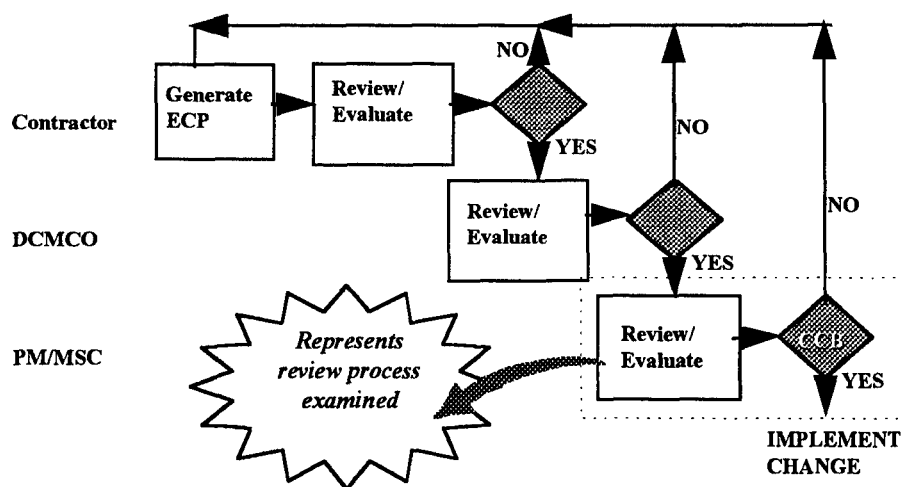 NO
Generate
ECP
Review/
Evaluate
Contractor
YES
NO
Review/
Evaluate
NO
DCMCO
YES
Represents
review process
examined
Review/
Evaluate
CCB
PM/MSC
YES
IMPLEMENT
CHANGE